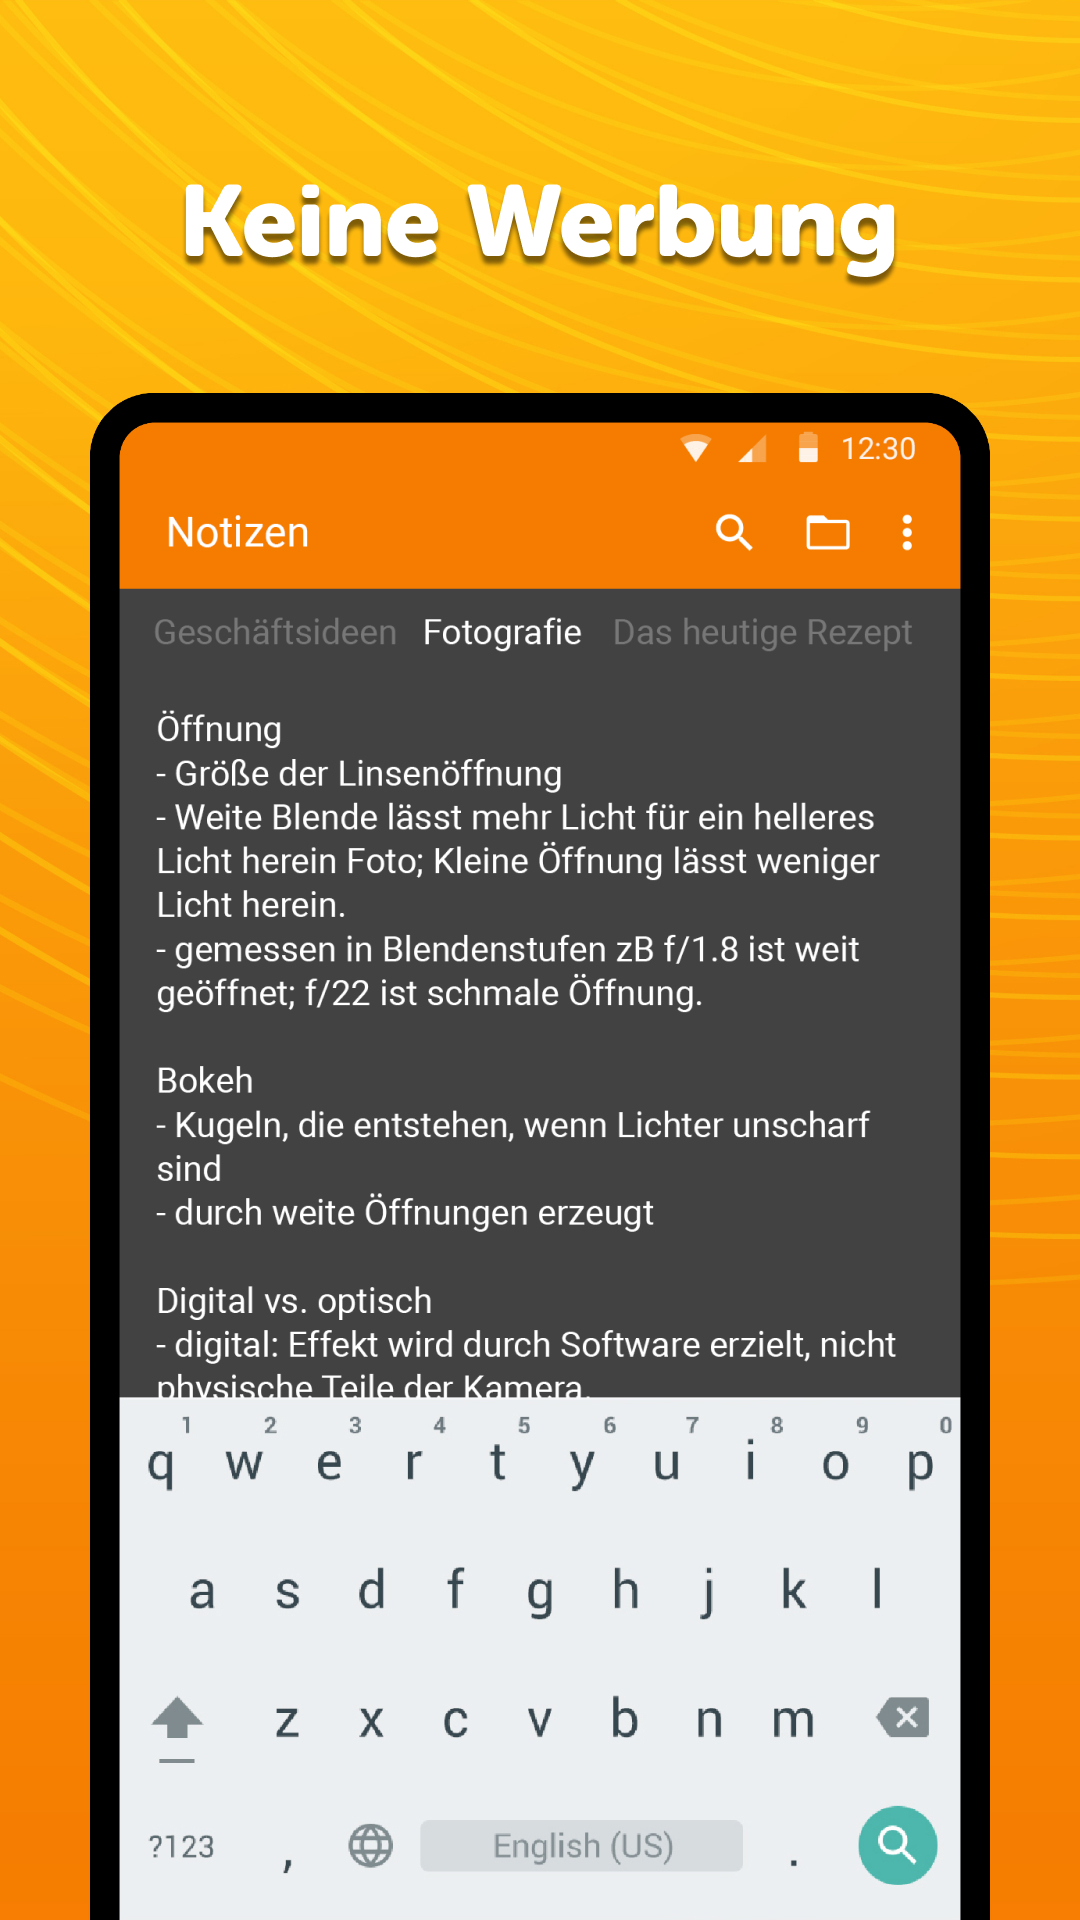 Keine Werbung
12:30
Notizen
Geschäftsideen Fotografie Das heutige Rezept
Öffnung
- Größe der Linsenöffnung
- Weite Blende lässt mehr Licht für ein helleres
Licht herein Foto; Kleine Öffnung lässt weniger
Licht herein.
- gemessen in Blendenstufen zB f/1.8 ist weit
geöffnet; f/22 ist schmale Öffnung.
Bokeh
- Kugeln, die entstehen, wenn Lichter unscharf
sind
- durch weite Öffnungen erzeugt
Digital vs. optisch
- digital: Effekt wird durch Software erzielt, nicht
physische Teile der Kamera.
1 2 3 4 5 6 7 8 9 0
q w e r t y u i o p
a s d f g h j k l
z x c v b n m
?123 , English (US) .